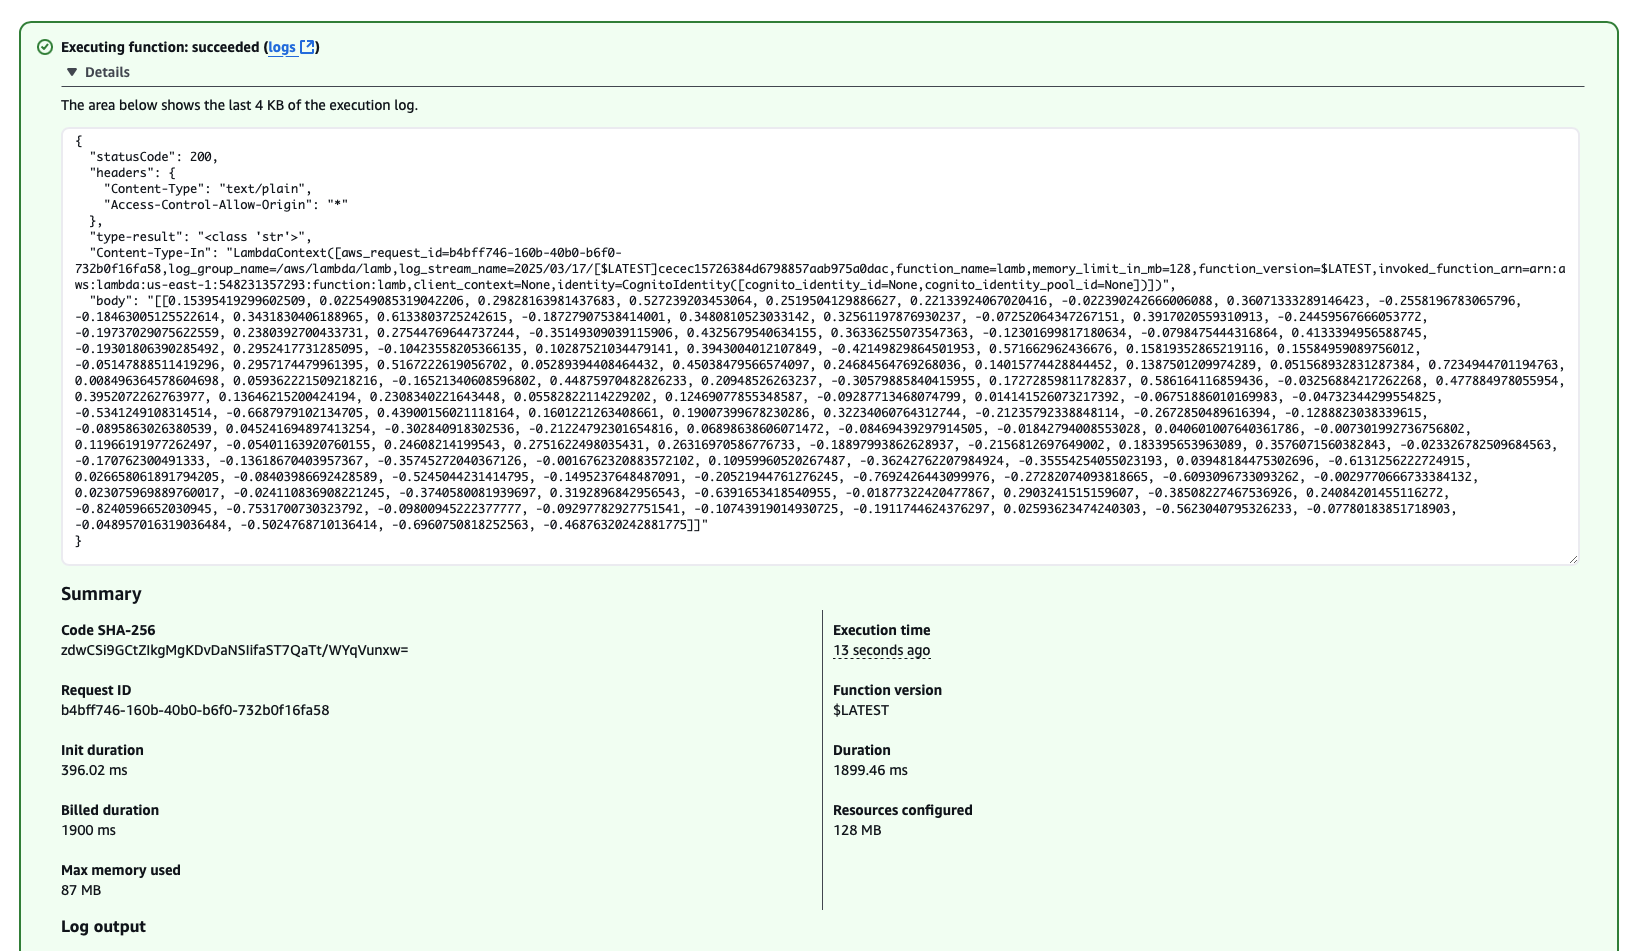 Executing function: succeeded (logs)
Details
The area below shows the last 4 KB of the execution log.
{
"statusCode": 200,
"headers": {
"Content-Type": "text/plain",
"Access-Control-Allow-Origin": "*"
},
"type-result": "<class 'str'>",
"Content-Type-In": "LambdaContext([aws_request_id=b4bff746-160b-40b0-b6f0-
732b0f16fa58,log_group_name=/aws/lambda/lamb,log_stream_name=2025/03/17/[$LATEST]cecec15726384d6798857aab975a0dac,function_name=lamb,memory_limit_in_mb=128,function_version=$LATEST,invoked_function_arn=arn:a
ws:lambda:us-east-1:548231357293:function:lamb,client_context=None,identity=CognitoIdentity([cognito_identity_id=None,cognito_identity_pool_id=None])])",
"body": "[[0.15395419299602509, 0.022549085319042206, 0.29828163981437683, 0.527239203453064, 0.2519504129886627, 0.22133924067020416, -0.022390242666006088, 0.36071333289146423, -0.2558196783065796,
-0.18463005125522614, 0.3431830406188965, 0.6133803725242615, -0.18727907538414001, 0.3480810523033142, 0.32561197876930237, -0.07252064347267151, 0.3917020559310913, -0.24459567666053772,
-0.19737029075622559, 0.2380392700433731, 0.27544769644737244, -0.35149309039115906, 0.4325679540634155, 0.36336255073547363, -0.12301699817180634, -0.0798475444316864, 0.4133394956588745,
-0.19301806390285492, 0.2952417731285095, -0.10423558205366135, 0.10287521034479141, 0.3943004012107849, -0.42149829864501953, 0.571662962436676, 0.15819352865219116, 0.15584959089756012,
-0.05147888511419296, 0.2957174479961395, 0.5167222619056702, 0.05289394408464432, 0.45038479566574097, 0.24684564769268036, 0.14015774428844452, 0.1387501209974289, 0.051568932831287384, 0.7234944701194763,
0.008496364578604698, 0.059362221509218216, -0.16521340608596802, 0.44875970482826233, 0.20948526263237, -0.30579885840415955, 0.17272859811782837, 0.586164116859436, -0.03256884217262268, 0.477884978055954,
0.3952072262763977, 0.13646215200424194, 0.2308340221643448, 0.05582822114229202, 0.12469077855348587, -0.09287713468074799, 0.014141526073217392, -0.06751886010169983, -0.04732344299554825,
-0.5341249108314514, -0.6687979102134705, 0.43900156021118164, 0.1601221263408661, 0.19007399678230286, 0.32234060764312744, -0.21235792338848114, -0.2672850489616394, -0.1288823038339615,
-0.0895863026380539, 0.045241694897413254, -0.302840918302536, -0.21224792301654816, 0.06898638606071472, -0.08469439297914505, -0.01842794008553028, 0.040601007640361786, -0.007301992736756802,
0.11966191977262497, -0.05401163920760155, 0.24608214199543, 0.2751622498035431, 0.2631697058677633, -0.18897993862628937, -0.2156812697649002, 0.183395653963089, 0.3576071560382843, -0.023326782509684563,
-0.170762300491333, -0.13618670403957367, -0.35745272040367126, -0.0016762320883572102, 0.10959960520267487, -0.36242762207984924, -0.35554254055023193, 0.03948184475302696, -0.6131256222724915,
0.026658061891794205, -0.08403986692428589, -0.5245044231414795, -0.1495237648487091, -0.20521944761276245, -0.7692426443099976, -0.27282074093818665, -0.6093096733093262, -0.0029770666733384132,
0.023075969889760017, -0.024110836908221245, -0.3740580081939697, 0.3192896842956543, -0.6391653418540955, -0.01877322420477867, 0.2903241515159607, -0.38508227467536926, 0.24084201455116272,
-0.8240596652030945, -0.7531700730323792, -0.09800945222377777, -0.09297782927751541, -0.10743919014930725, -0.1911744624376297, 0.02593623474240303, -0.5623040795326233, -0.07780183851718903,
-0.048957016319036484, -0.5024768710136414, -0.6960750818252563, -0.46876320242881775]]"
}
Summary
Code SHA-256
zdwCSi9GCtZIkgMgKDvDaNSIifaST7QaTt/WYqVunxw=
Execution time
13 seconds ago
Request ID
b4bff746-160b-40b0-b6f0-732b0f16fa58
Function version
$LATEST
Init duration
396.02 ms
Duration
1899.46 ms
Billed duration
1900 ms
Resources configured
128 MB
Max memory used
87 MB
Log output